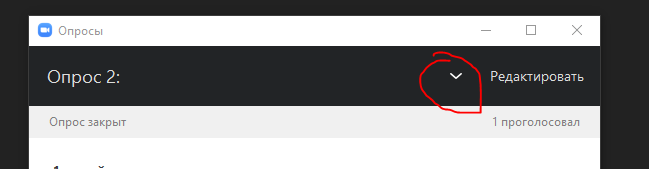 Опросы
Опрос 2:
Редактировать
Опрос закрыт
1 проголосовал